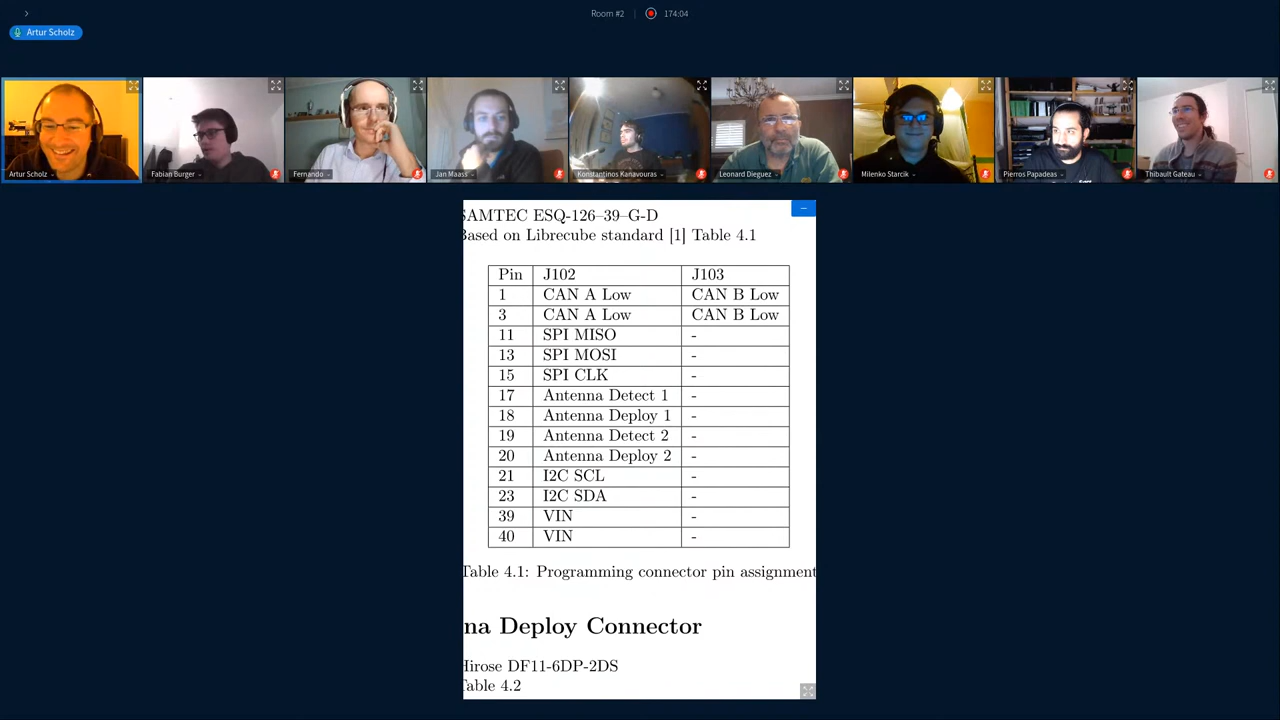 Room #2 174:04
Artur Scholz
Artur Scholz
Fabian Burger
Fernando
Jan Maass
Konstantinos Kanavouras
Leonard Dieguez
Milenko Starcik
Pierros Papadeas
Thibault Gateau
SAMTEC ESQ-126–39–G-D
Based on Librecube standard [1] Table 4.1
Pin J102 J103
1 CAN A Low CAN B Low
3 CAN A Low CAN B Low
11 SPI MISO -
13 SPI MOSI -
15 SPI CLK -
17 Antenna Detect 1 -
18 Antenna Deploy 1 -
19 Antenna Detect 2 -
20 Antenna Deploy 2 -
21 I2C SCL -
23 I2C SDA -
39 VIN -
40 VIN -
Table 4.1: Programming connector pin assignment
na Deploy Connector
Hirose DF11-6DP-2DS
Table 4.2